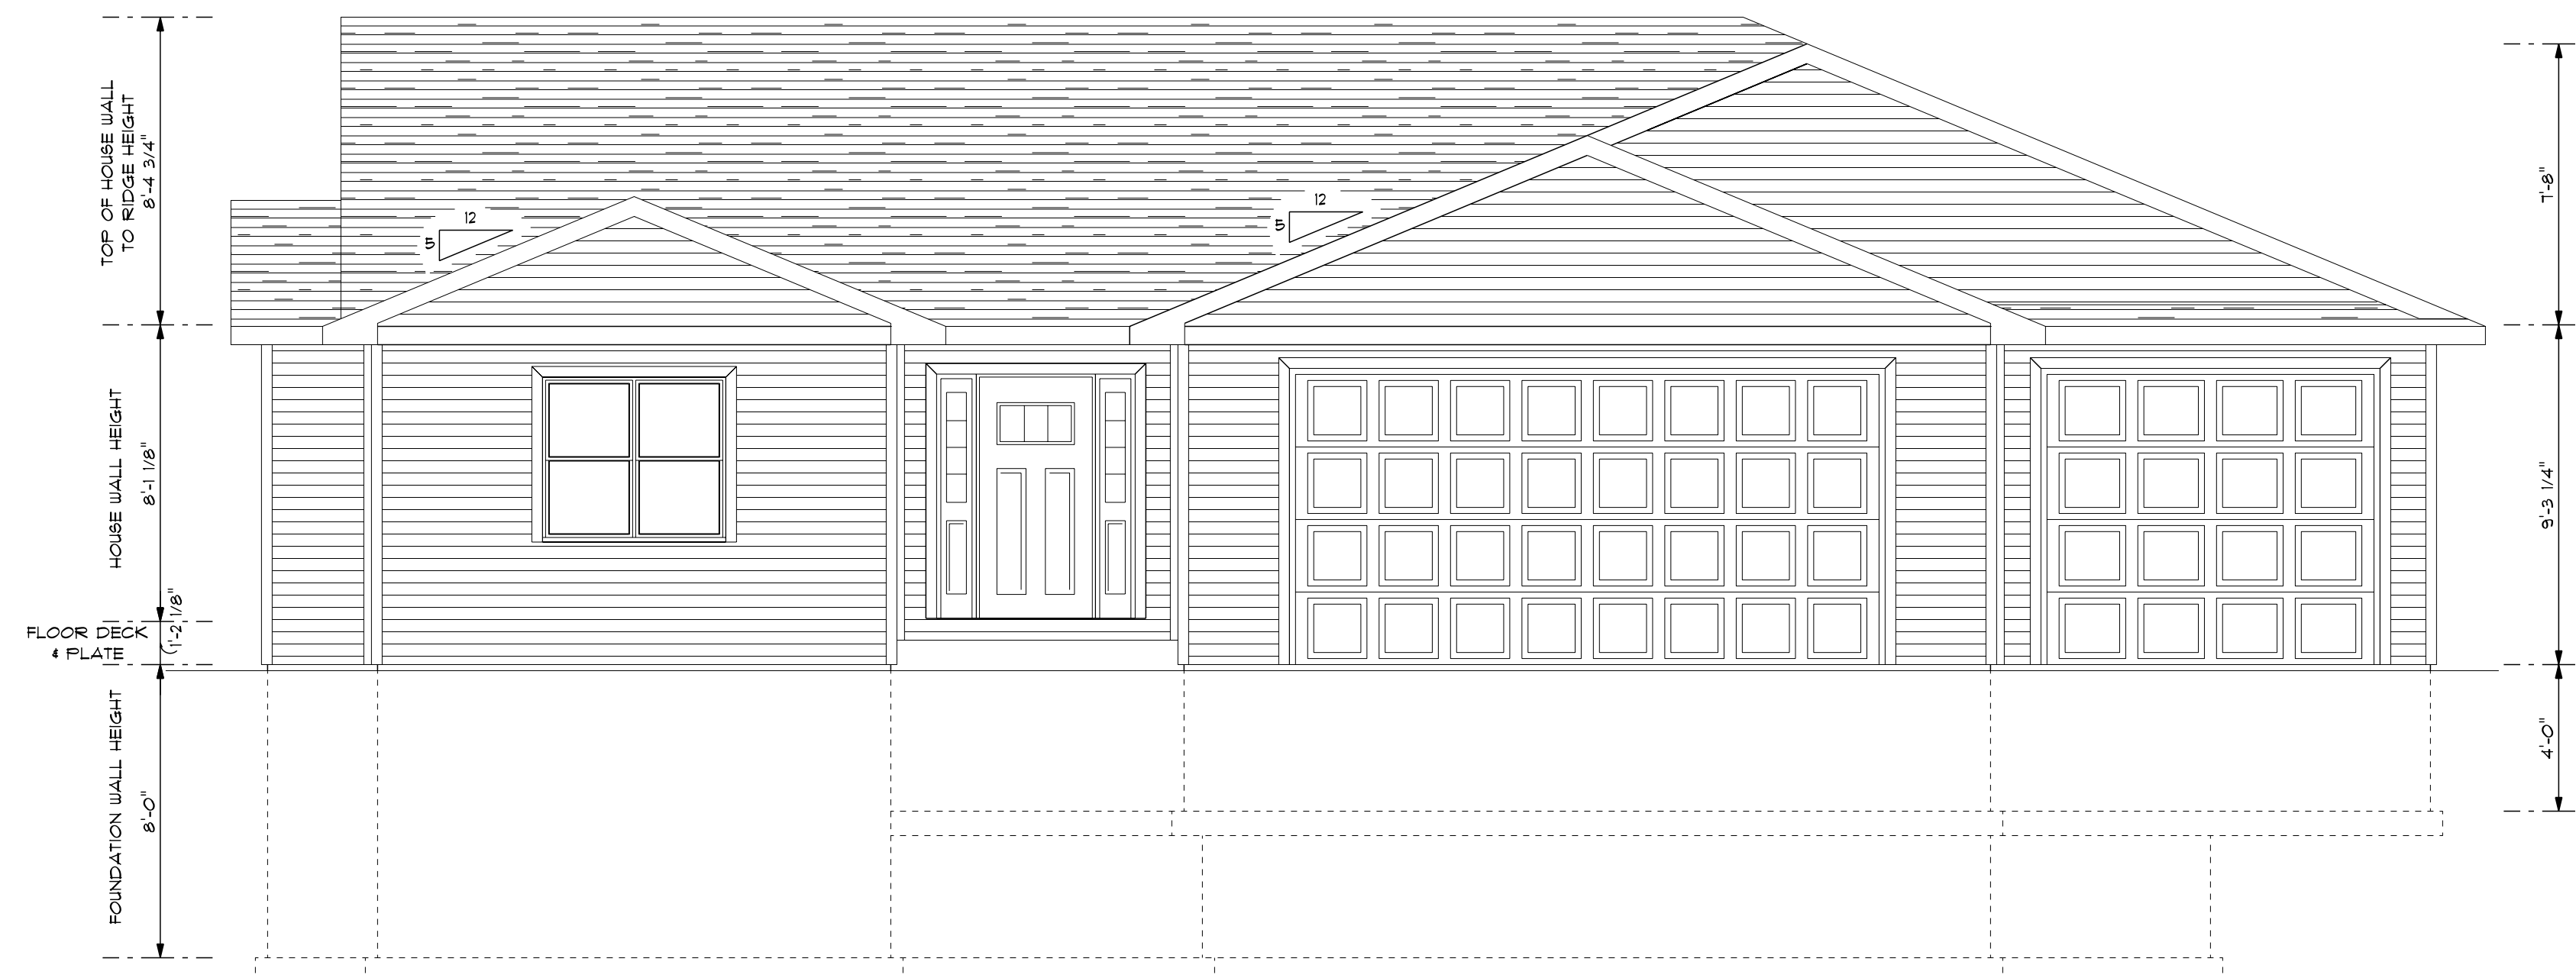 TOP OF HOUSE WALL
TO RIDGE HEIGHT
8'-4 3/4"
HOUSE WALL HEIGHT
8'-1 1/8"
FLOOR DECK
& PLATE
(1'-2 1/8"
FOUNDATION WALL HEIGHT
8'-0"
12
5
12
5
7'-8"
9'-3 1/4"
4'-0"